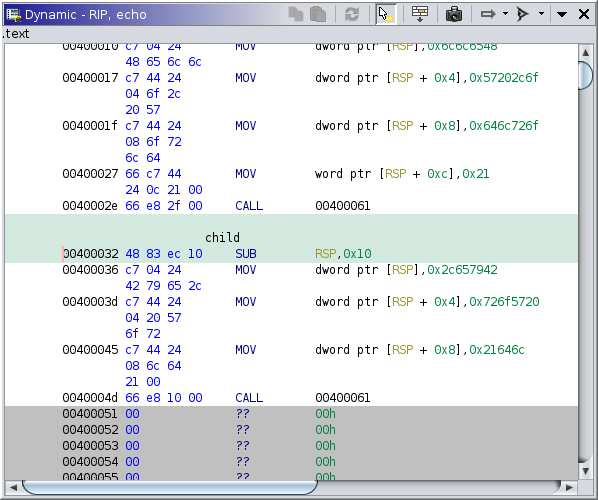 Dynamic - RIP, echo
.text
00400010 c7 04 24 MOV dword ptr [RSP],0x6c6c6548
48 65 6c 6c
00400017 c7 44 24 MOV dword ptr [RSP + 0x4],0x57202c6f
04 6f 2c
20 57
0040001f c7 44 24 MOV dword ptr [RSP + 0x8],0x646c726f
08 6f 72
6c 64
00400027 66 c7 44 MOV word ptr [RSP + 0xc],0x21
24 0c 21 00
0040002e 66 e8 2f 00 CALL 00400061
child
00400032 48 83 ec 10 SUB RSP,0x10
00400036 c7 04 24 MOV dword ptr [RSP],0x2c657942
42 79 65 2c
0040003d c7 44 24 MOV dword ptr [RSP + 0x4],0x726f5720
04 20 57
6f 72
00400045 c7 44 24 MOV dword ptr [RSP + 0x8],0x21646c
08 6c 64
21 00
0040004d 66 e8 10 00 CALL 00400061
00400051 00 ?? 00h
00400052 00 ?? 00h
00400053 00 ?? 00h
00400054 00 ?? 00h
00400055 00 ?? 00h